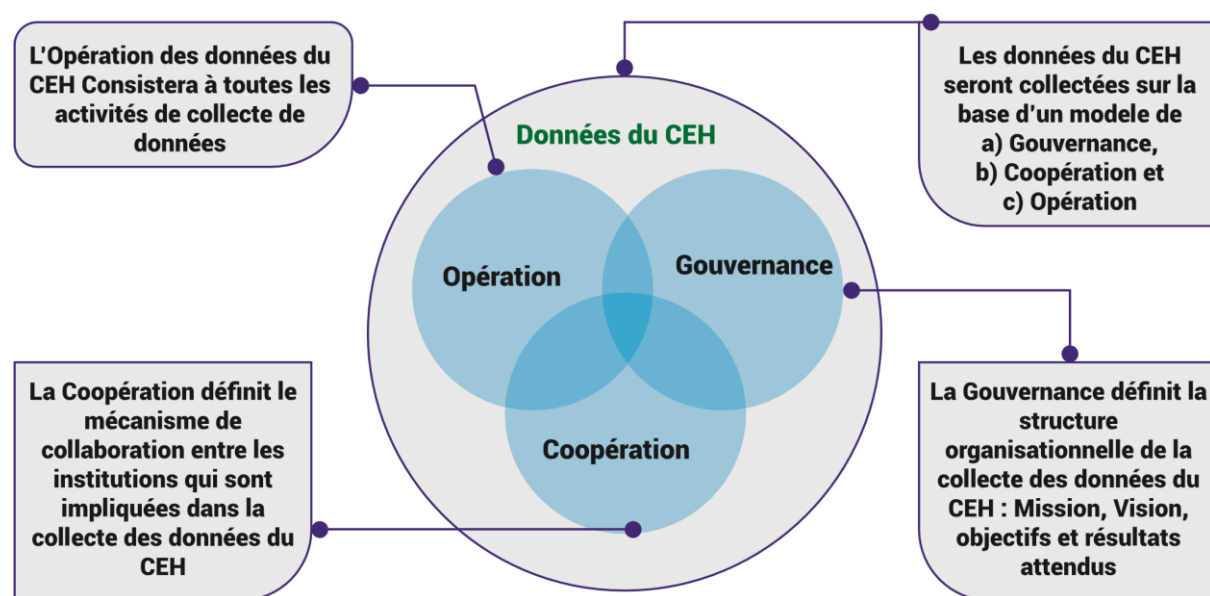 L'Opération des données du
CEH Consistera à toutes les
activités de collecte de
données
Les données du CEH
seront collectées sur la
base d'un modele de
a) Gouvernance,
b) Coopération et
c) Opération
Données du CEH
Opération
Gouvernance
Coopération
La Coopération définit le
mécanisme de
collaboration entre les
institutions qui sont
impliquées dans la
collecte des données du
CEH
La Gouvernance définit la
structure
organisationnelle de la
collecte des données du
CEH : Mission, Vision,
objectifs et résultats
attendus